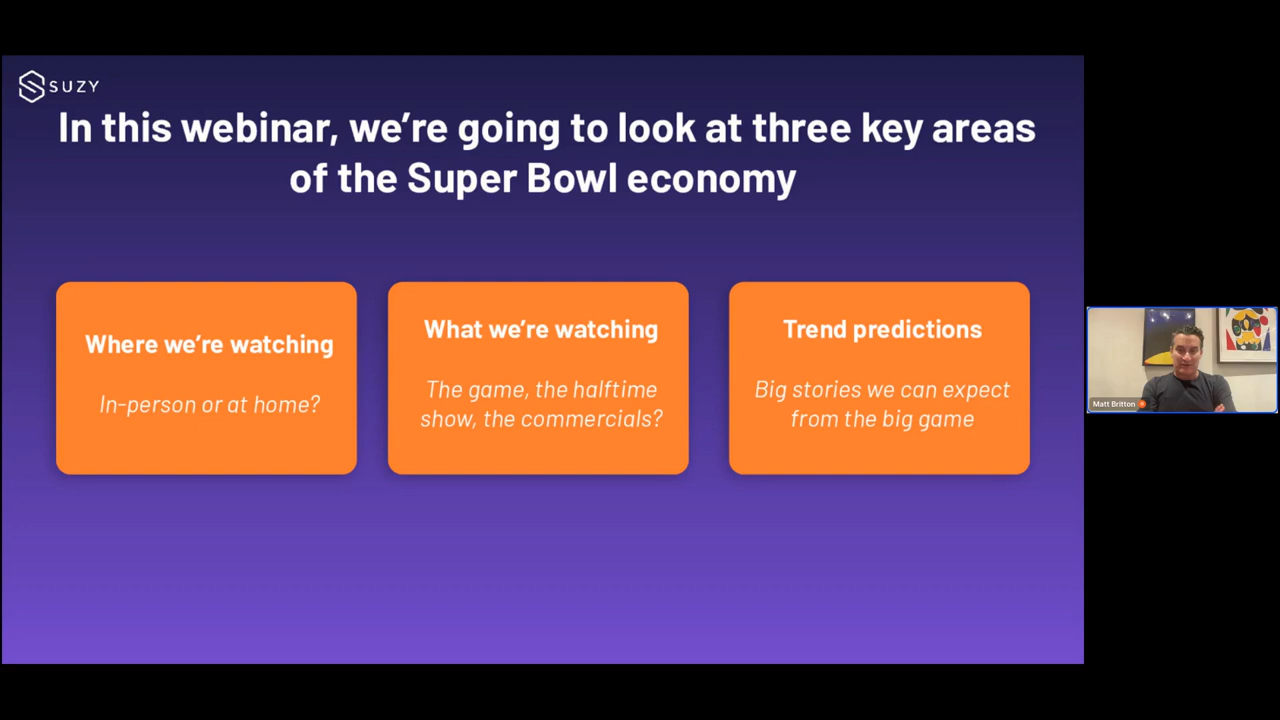 SUZY
In this webinar, we're going to look at three key areas
of the Super Bowl economy
Where we're watching
In-person or at home?
What we're watching
The game, the halftime
show, the commercials?
Trend predictions
Big stories we can expect
from the big game
Matt Britton